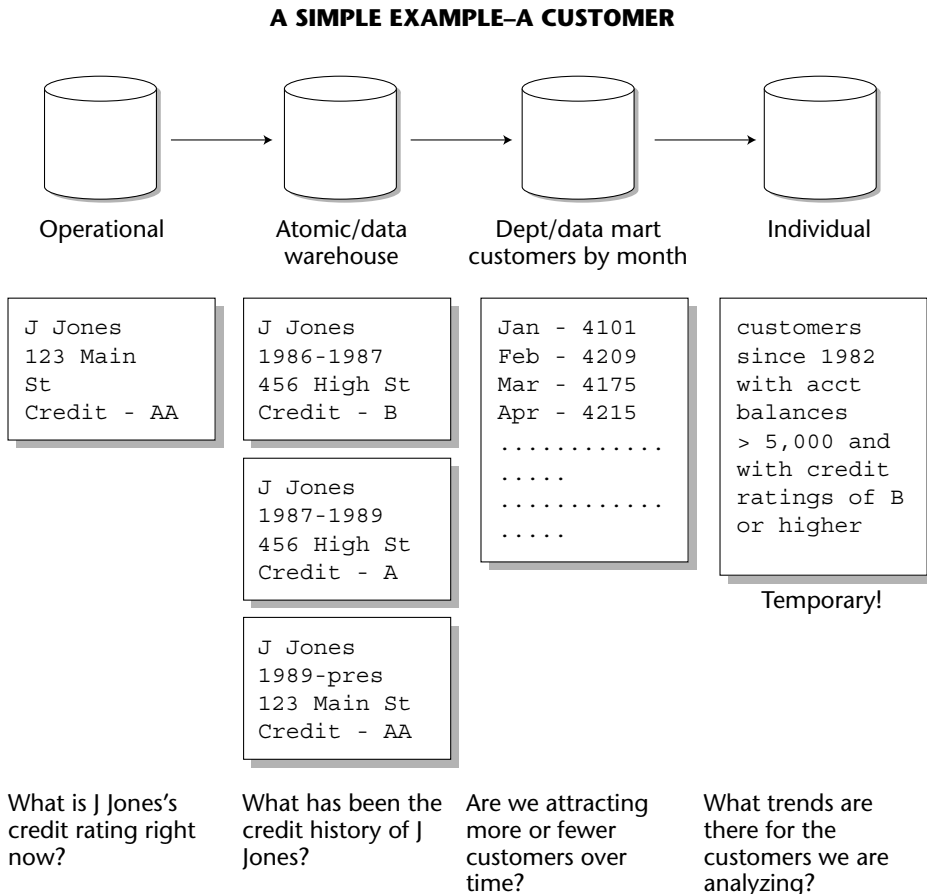 A SIMPLE EXAMPLE–A CUSTOMER
Operational
Atomic/data
warehouse
Dept/data mart
customers by month
Individual
J Jones
123 Main
St
Credit - AA
J Jones
1986-1987
456 High St
Credit - B
J Jones
1987-1989
456 High St
Credit - A
J Jones
1989-pres
123 Main St
Credit - AA
Jan - 4101
Feb - 4209
Mar - 4175
Apr - 4215
............
.....
............
.....
customers
since 1982
with acct
balances
> 5,000 and
with credit
ratings of B
or higher
Temporary!
What is J Jones’s
credit rating right
now?
What has been the
credit history of J
Jones?
Are we attracting
more or fewer
customers over
time?
What trends are
there for the
customers we are
analyzing?